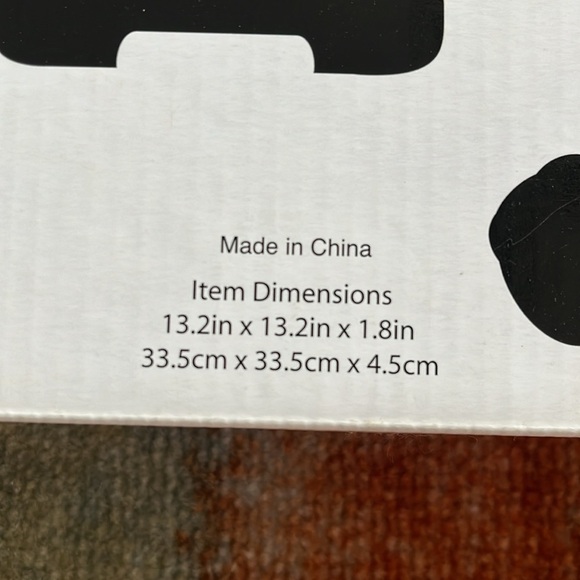 Made in China
Item Dimensions
13.2in x 13.2in x 1.8in
33.5cm x 33.5cm x 4.5cm